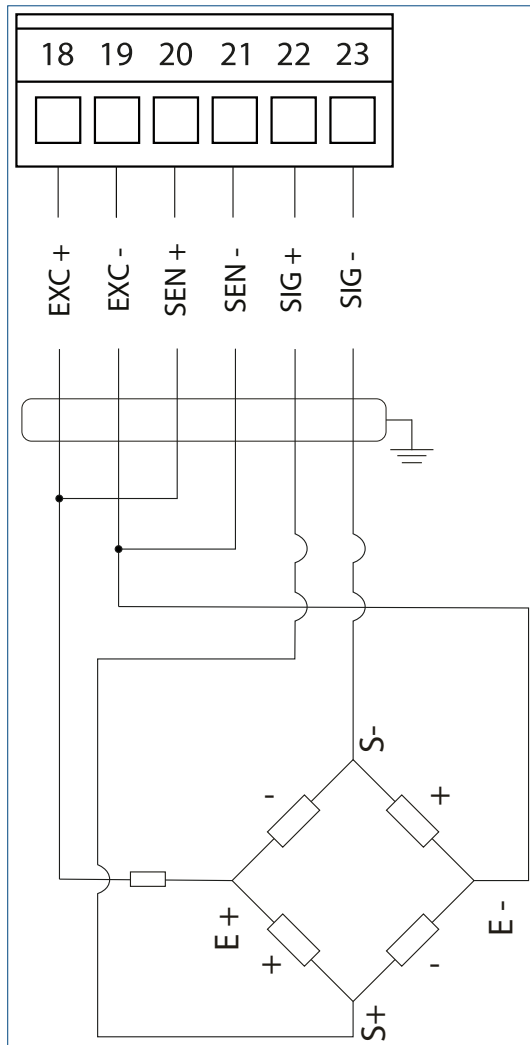 18 19 20 21 22 23
EXC +
EXC -
SEN +
SEN -
SIG +
SIG -
S-
- +
E +
E -
+ -
S+